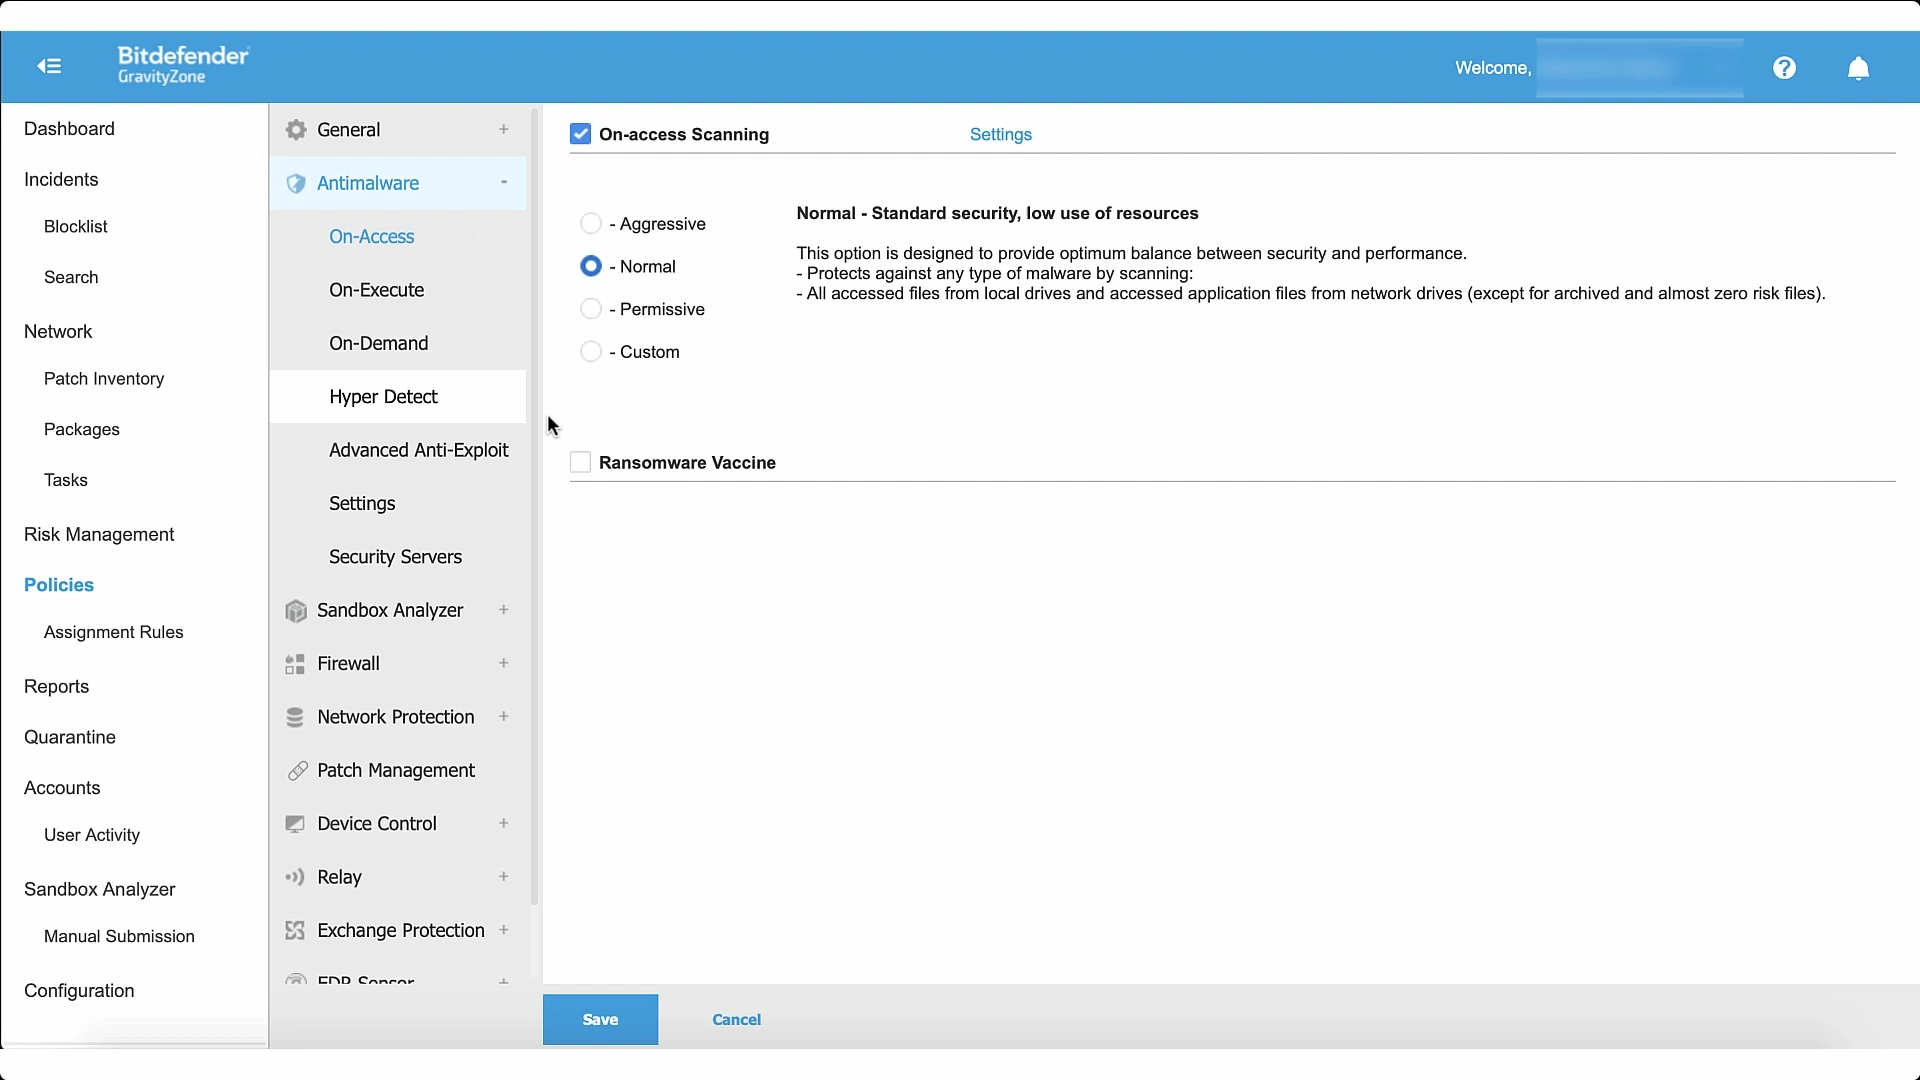 Bitdefender
GravityZone
Welcome,
Dashboard
Incidents
Blocklist
Search
Network
Patch Inventory
Packages
Tasks
Risk Management
Policies
Assignment Rules
Reports
Quarantine
Accounts
User Activity
Sandbox Analyzer
Manual Submission
Configuration
General +
Antimalware -
On-Access
On-Execute
On-Demand
Hyper Detect
Advanced Anti-Exploit
Settings
Security Servers
Sandbox Analyzer +
Firewall +
Network Protection +
Patch Management
Device Control +
Relay +
Exchange Protection +
EDR Sensor +
On-access Scanning Settings
- Aggressive
- Normal
- Permissive
- Custom
Normal - Standard security, low use of resources
This option is designed to provide optimum balance between security and performance.
- Protects against any type of malware by scanning:
- All accessed files from local drives and accessed application files from network drives (except for archived and almost zero risk files).
Ransomware Vaccine
Save Cancel